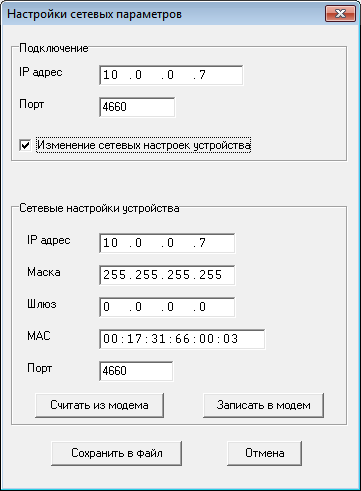 Настройки сетевых параметров
Подключение
IP адрес 10 .0 .0 .7
Порт 4660
Изменение сетевых настроек устройства
Сетевые настройки устройства
IP адрес 10 .0 .0 .7
Маска 255.255.255.255
Шлюз 0 .0 .0 .0
MAC 00:17:31:66:00:03
Порт 4660
Считать из модема Записать в модем
Сохранить в файл Отмена